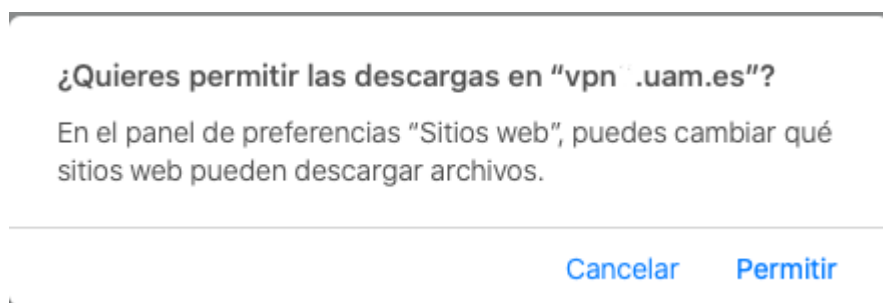 ¿Quieres permitir las descargas en “vpn .uam.es”?
En el panel de preferencias “Sitios web”, puedes cambiar qué
sitios web pueden descargar archivos.
Cancelar Permitir